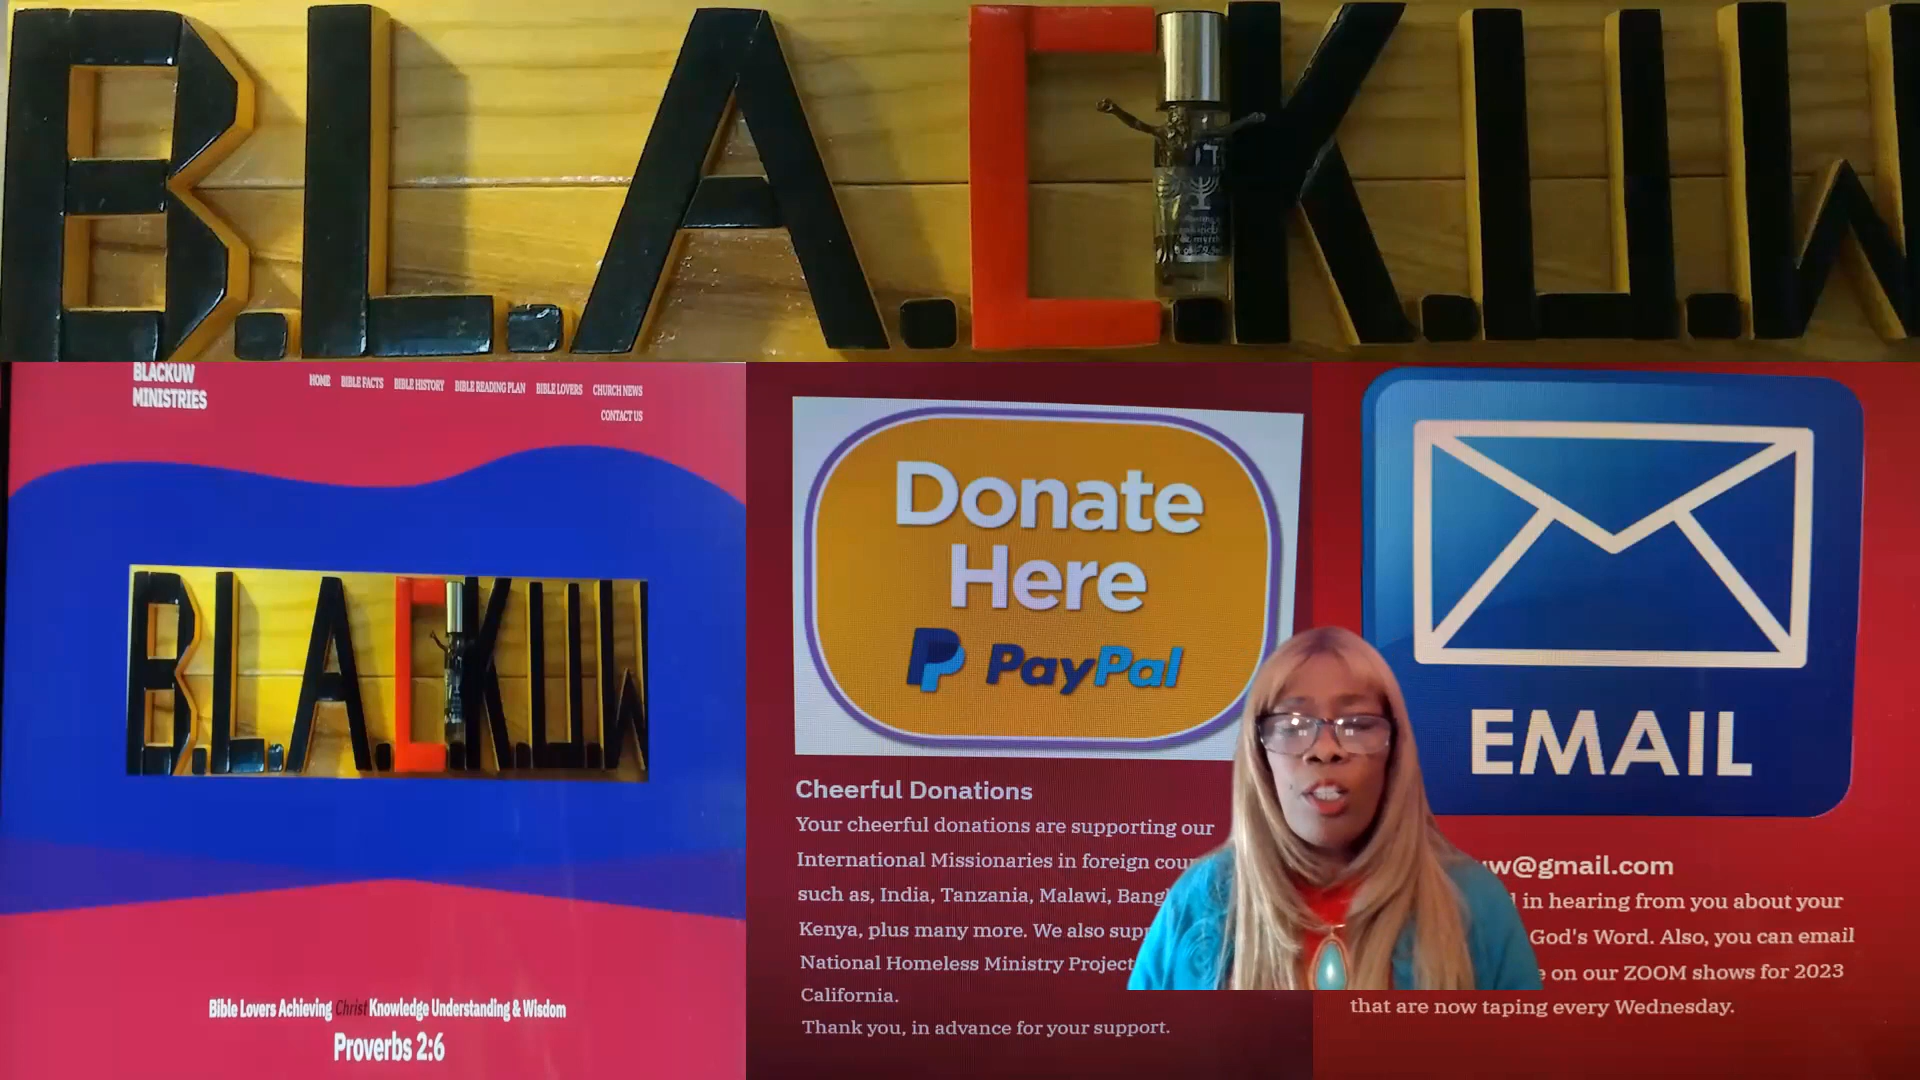 B.L.A.C.K.U.W
BLACKUW
MINISTRIES
HOME BIBLE FACTS BIBLE HISTORY BIBLE READING PLAN BIBLE LOVERS CHURCH NEWS
CONTACT US
B.L.A.C.K.U.W
Bible Lovers Achieving Christ Knowledge Understanding & Wisdom
Proverbs 2:6
Donate
Here
PayPal
Cheerful Donations
Your cheerful donations are supporting our
International Missionaries in foreign
such as, India, Tanzania, Malawi,
Kenya, plus many more. We also
National Homeless Ministry
California.
Thank you, in advance for your support.
EMAIL
w@gmail.com
in hearing from you about your
God's Word. Also, you can email
on our ZOOM shows for 2023
that are now taping every Wednesday.